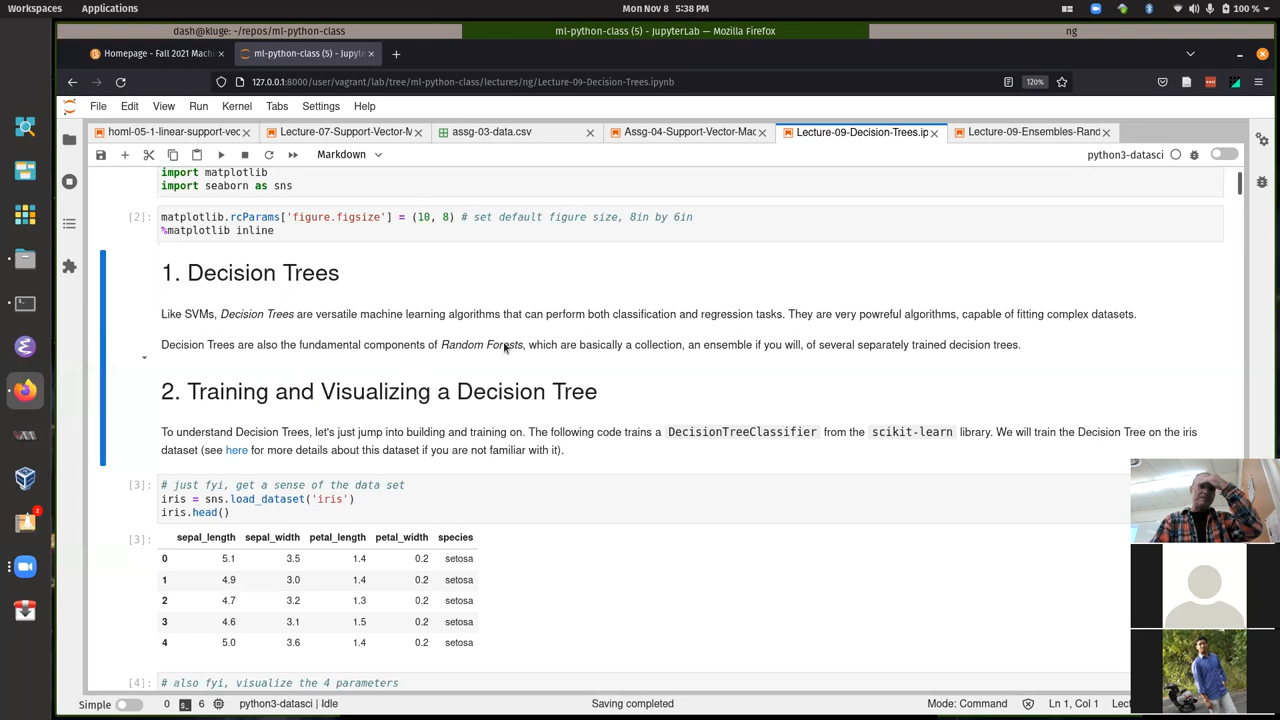 Workspaces Applications Mon Nov 8 5:38 PM 100 %
dash@kluge: ~/repos/ml-python-class ml-python-class (5) - JupyterLab — Mozilla Firefox ng
Homepage - Fall 2021 Machi ml-python-class (5) - Jupyte
127.0.0.1:8000/user/vagrant/lab/tree/ml-python-class/lectures/ng/Lecture-09-Decision-Trees.ipynb 120%
File Edit View Run Kernel Tabs Settings Help
homl-05-1-linear-support-vec Lecture-07-Support-Vector-M assg-03-data.csv Assg-04-Support-Vector-Mac Lecture-09-Decision-Trees.ip Lecture-09-Ensembles-Rand
Markdown python3-datasci
import matplotlib
import seaborn as sns
[2]: matplotlib.rcParams['figure.figsize'] = (10, 8) # set default figure size, 8in by 6in
%matplotlib inline
1. Decision Trees
Like SVMs, Decision Trees are versatile machine learning algorithms that can perform both classification and regression tasks. They are very powreful algorithms, capable of fitting complex datasets.
Decision Trees are also the fundamental components of Random Forests, which are basically a collection, an ensemble if you will, of several separately trained decision trees.
2. Training and Visualizing a Decision Tree
To understand Decision Trees, let's just jump into building and training on. The following code trains a DecisionTreeClassifier from the scikit-learn library. We will train the Decision Tree on the iris
dataset (see here for more details about this dataset if you are not familiar with it).
[3]: # just fyi, get a sense of the data set
iris = sns.load_dataset('iris')
iris.head()
[3]: sepal_length sepal_width petal_length petal_width species
0 5.1 3.5 1.4 0.2 setosa
1 4.9 3.0 1.4 0.2 setosa
2 4.7 3.2 1.3 0.2 setosa
3 4.6 3.1 1.5 0.2 setosa
4 5.0 3.6 1.4 0.2 setosa
[4]: # also fyi, visualize the 4 parameters
Simple 0 6 python3-datasci | Idle Saving completed Mode: Command Ln 1, Col 1 Lect
2